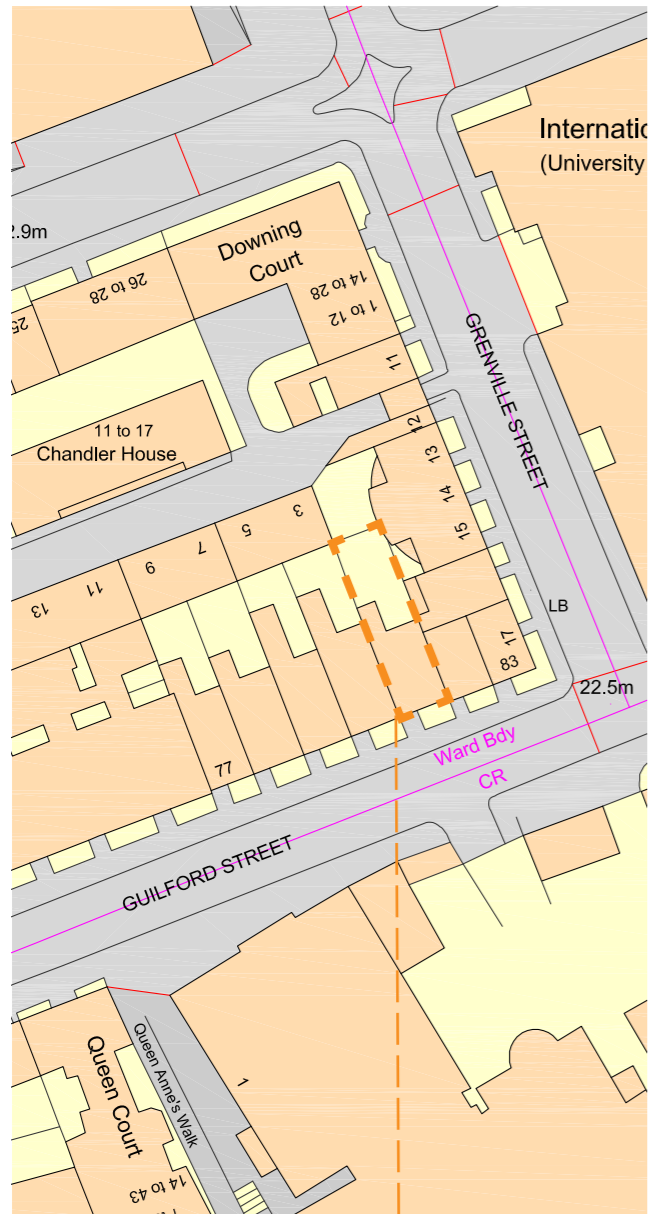 Internatio
(University
2.9m
Downing
Court
26 to 28
14 to 28
1 to 12
25
11
GRENVILLE STREET
11 to 17
Chandler House
12
13
14
15
3
5
7
9
11
13
LB
17
83
22.5m
77
Ward Bdy
CR
GUILFORD STREET
Queen Court
Queen Anne's Walk
1
14 to 43